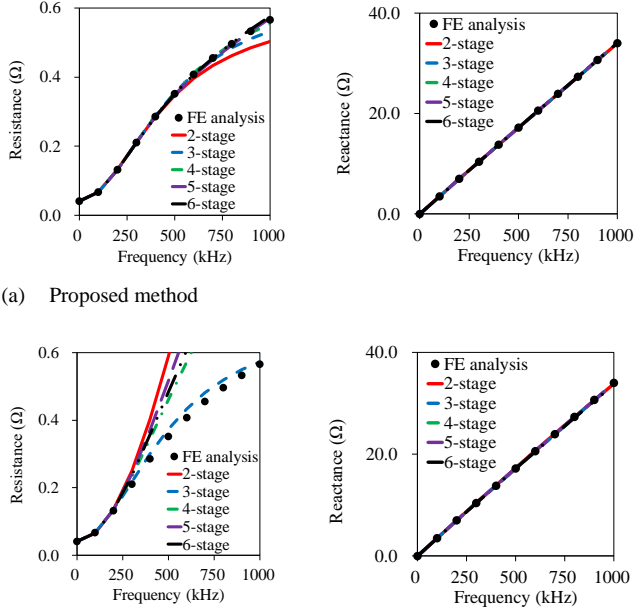 0.6
0.4
0.2
0.0
Resistance (Ω)
FE analysis
2-stage
3-stage
4-stage
5-stage
6-stage
0 250 500 750 1000
Frequency (kHz)
40.0
20.0
0.0
Reactance (Ω)
FE analysis
2-stage
3-stage
4-stage
5-stage
6-stage
0 250 500 750 1000
Frequency (kHz)
(a) Proposed method
0.6
0.4
0.2
0.0
Resistance (Ω)
FE analysis
2-stage
3-stage
4-stage
5-stage
6-stage
0 250 500 750 1000
Frequency (kHz)
40.0
20.0
0.0
Reactance (Ω)
FE analysis
2-stage
3-stage
4-stage
5-stage
6-stage
0 250 500 750 1000
Frequency (kHz)